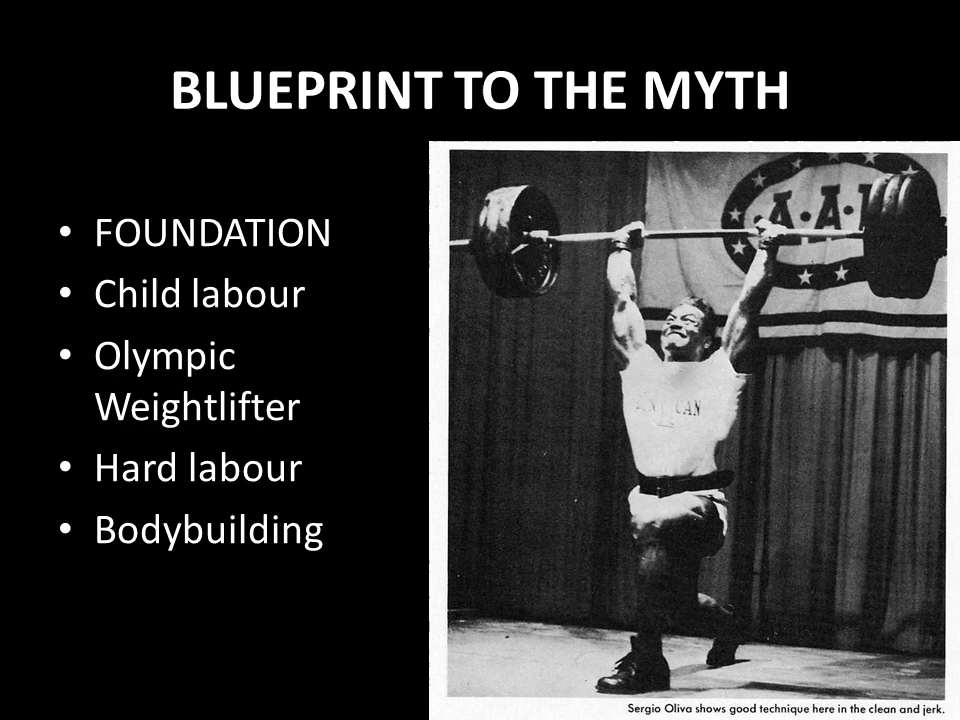 BLUEPRINT TO THE MYTH
• FOUNDATION
• Child labour
• Olympic
Weightlifter
• Hard labour
• Bodybuilding
A·A·
Sergio Oliva shows good technique here in the clean and jerk.